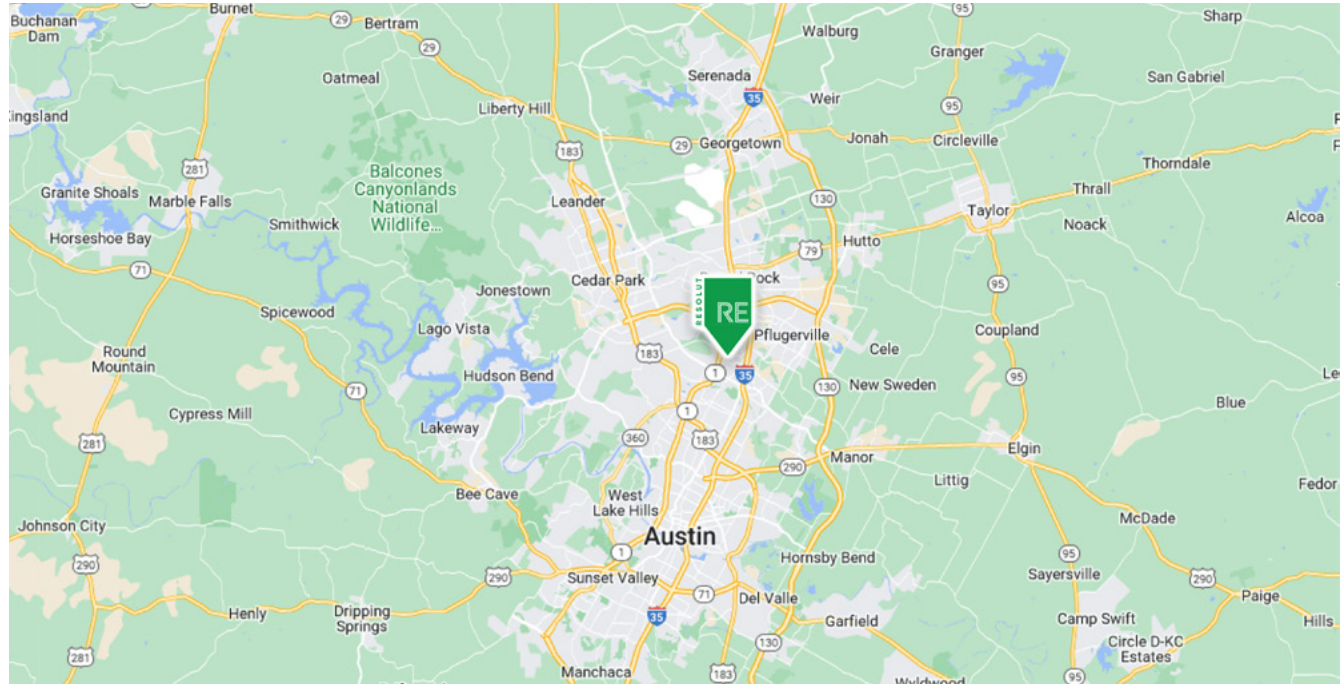 Buchanan
Dam
Burnet
29
Bertram
95
Sharp
Walburg
Granger
29
Oatmeal
Serenada
San Gabriel
35
Weir
95
Kingsland
Liberty Hill
Jonah
Circleville
29
Georgetown
183
281
Balcones
Canyonlands
National
Wildlife...
Thorndale
Granite Shoals
Marble Falls
Leander
130
Thrall
Smithwick
Taylor
Noack
Alcoa
Horseshoe Bay
79
Hutto
71
Cedar Park
Rock
95
Jonestown
RESOLUT
RE
Spicewood
Lago Vista
Pflugerville
Coupland
Round
Mountain
183
Cele
Hudson Bend
1
35
95
71
130
New Sweden
Cypress Mill
1
Blue
Lakeway
360
183
281
290
Manor
Elgin
Littig
Fedor
Bee Cave
West
Lake Hills
Johnson City
McDade
Austin
1
95
290
Hornsby Bend
290
Sunset Valley
Sayersville
290
71
Del Valle
Paige
Henly
Dripping
Springs
35
Garfield
Camp Swift
Hills
130
Circle D-KC
Estates
281
Manchaca
183
95
Wyldwood